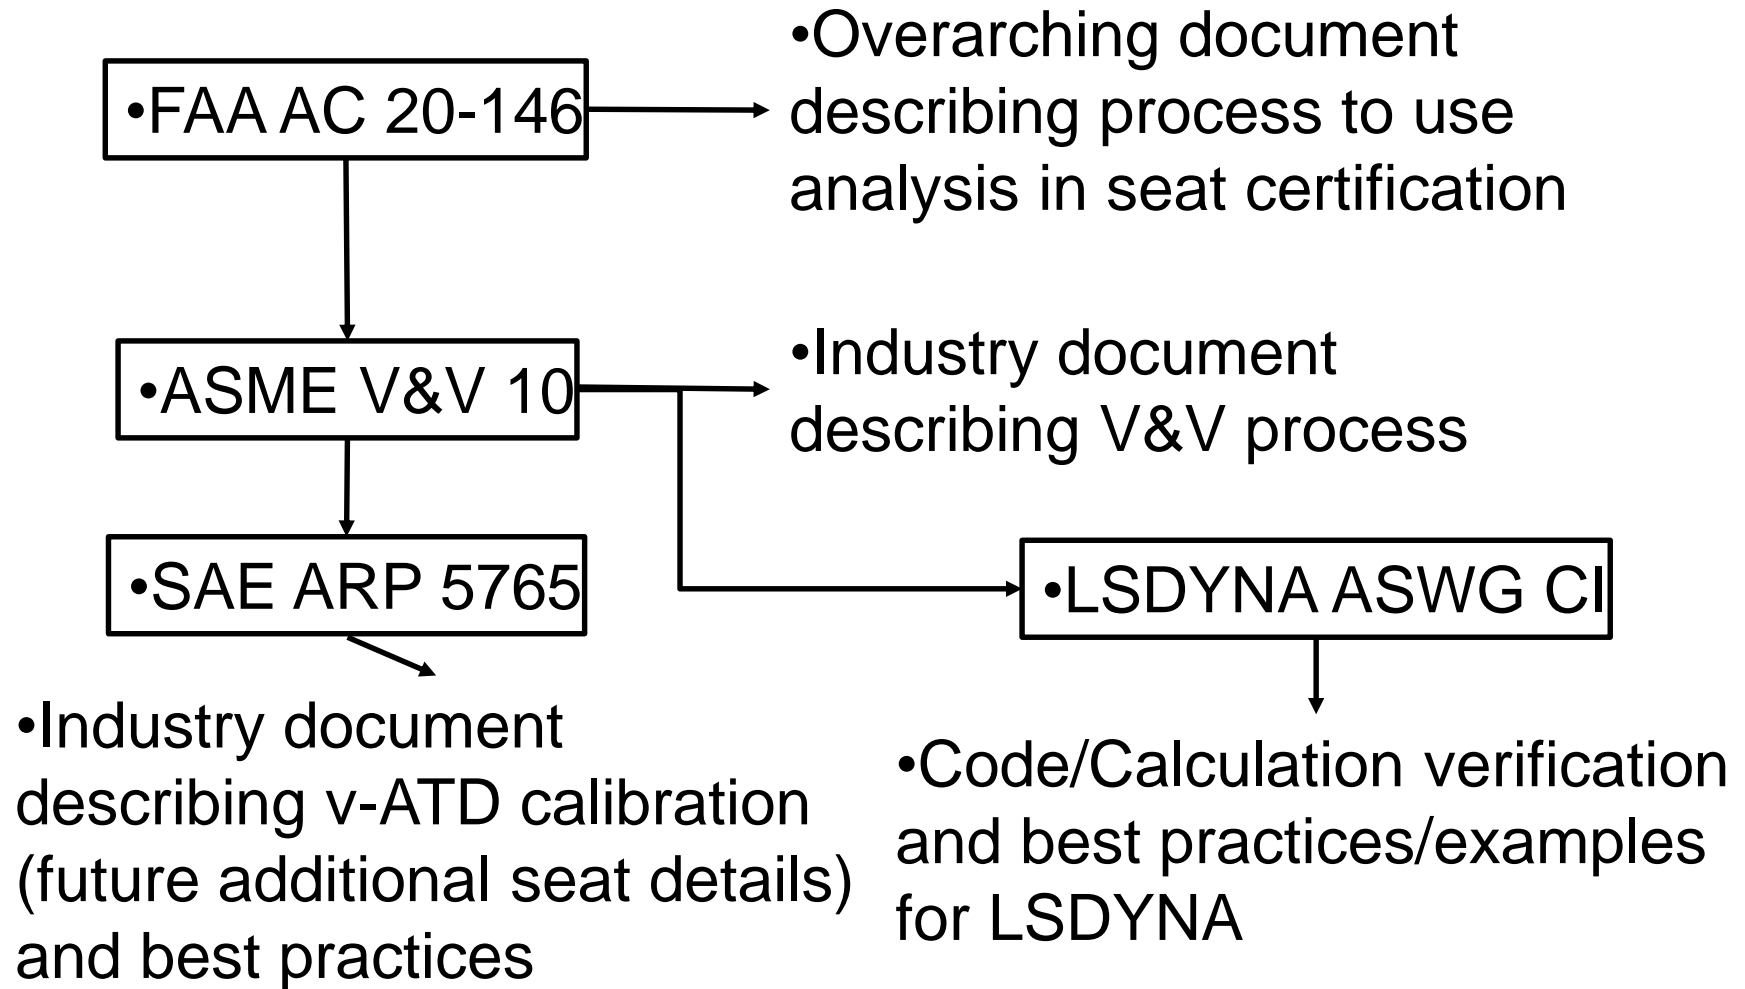 •FAA AC 20-146
•Overarching document
describing process to use
analysis in seat certification
•ASME V&V 10
•Industry document
describing V&V process
•SAE ARP 5765
•LSDYNA ASWG CI
•Industry document
describing v-ATD calibration
(future additional seat details)
and best practices
•Code/Calculation verification
and best practices/examples
for LSDYNA